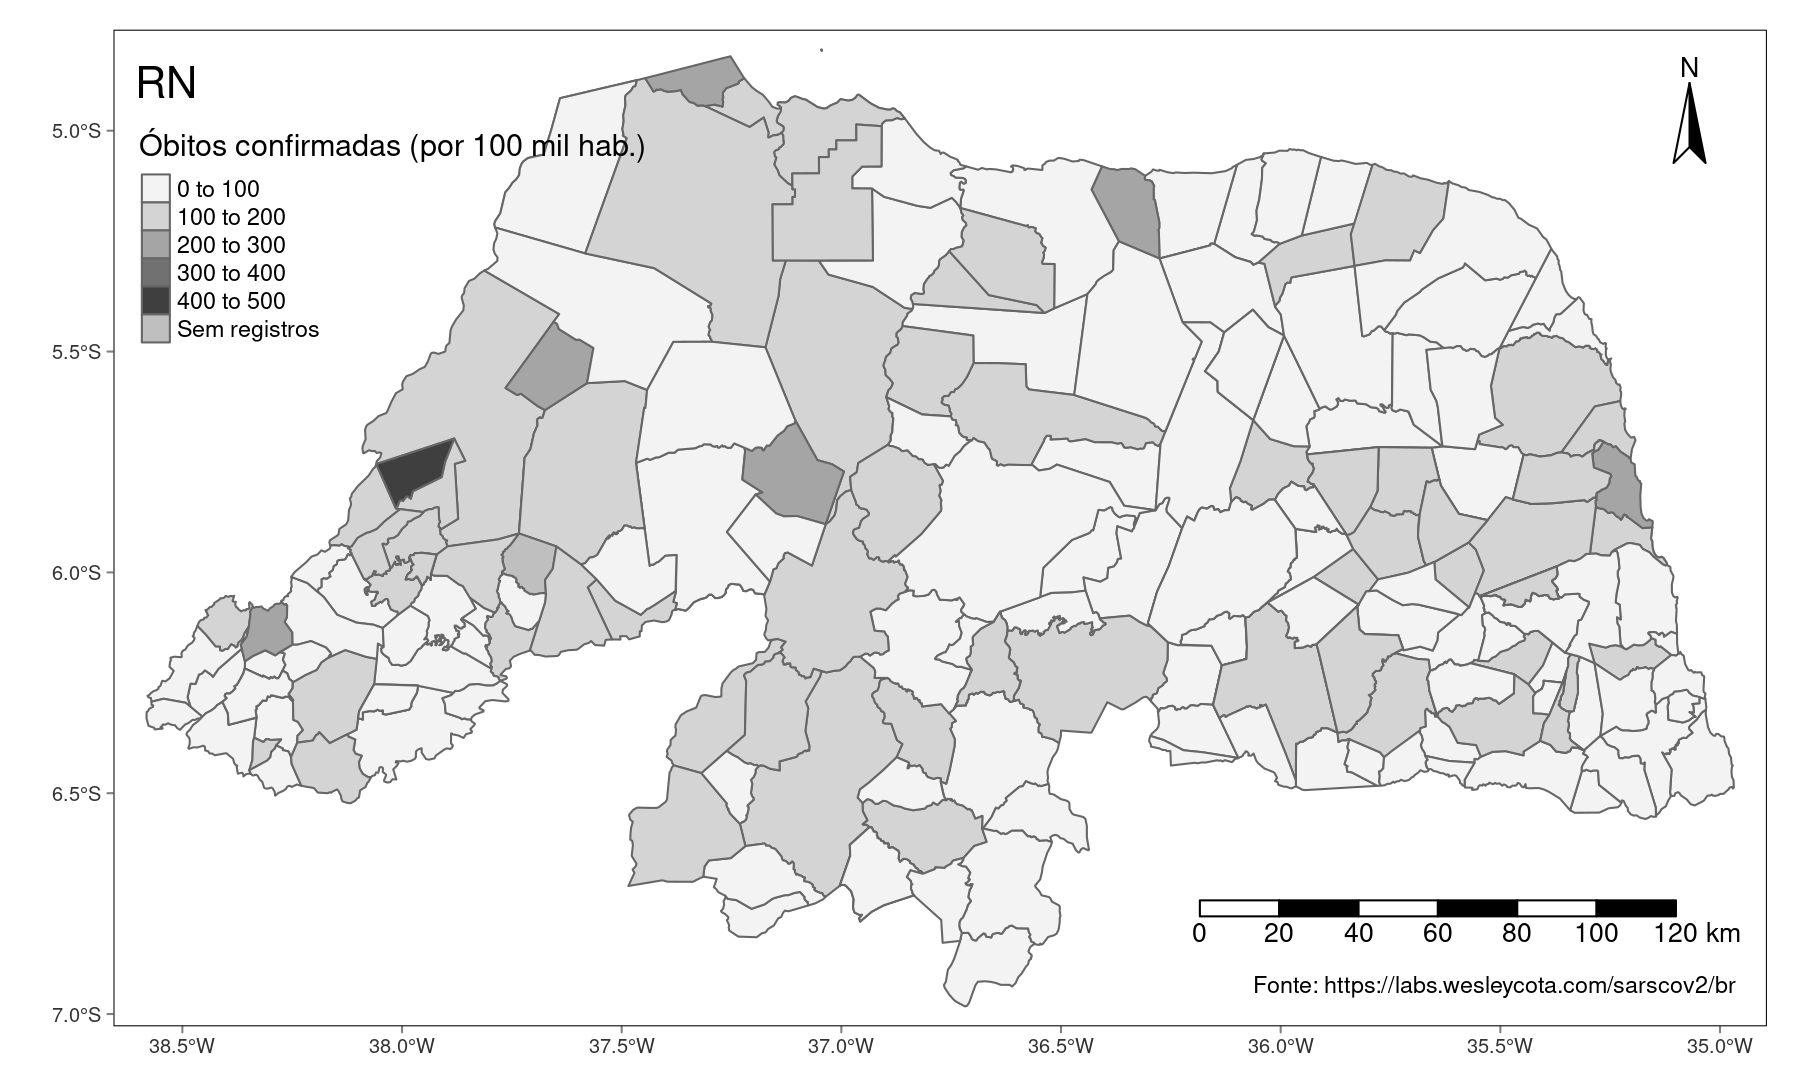 RN
N
Óbitos confirmadas (por 100 mil hab.)
0 to 100
100 to 200
200 to 300
300 to 400
400 to 500
Sem registros
5.0°S
5.5°S
6.0°S
6.5°S
7.0°S
0 20 40 60 80 100 120 km
Fonte: https://labs.wesleycota.com/sarscov2/br
38.5°W 38.0°W 37.5°W 37.0°W 36.5°W 36.0°W 35.5°W 35.0°W